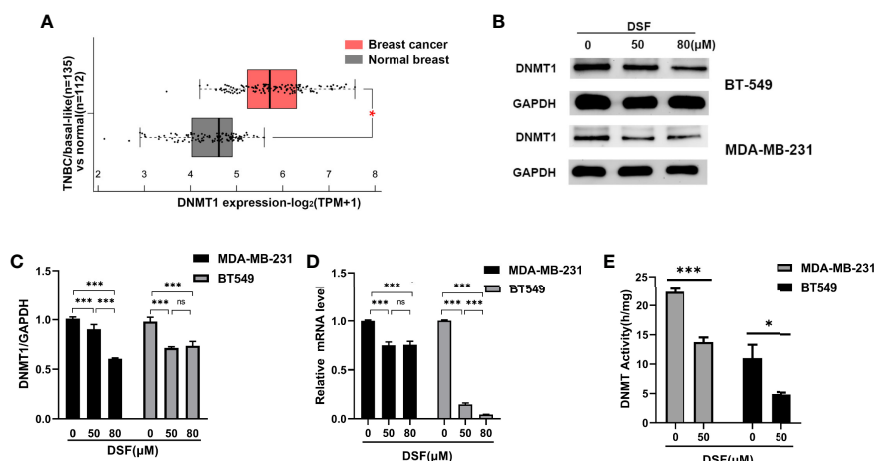 A
Breast cancer
Normal breast
TNBC/basal-like(n=135)
vs normal(n=112)
*
2 3 4 5 6 7 8
DNMT1 expression-log₂(TPM+1)
B
DSF
0 50 80(μM)
DNMT1
GAPDH
BT-549
DNMT1
GAPDH
MDA-MB-231
C
MDA-MB-231
BT549
DNMT1/GAPDH
1.5
1.0
0.5
0.0
*** ***
*** *** *** ns
0 50 80 0 50 80
DSF(μM)
D
MDA-MB-231
BT549
Relative mRNA level
1.5
1.0
0.5
0.0
*** ***
*** ns *** ***
0 50 80 0 50 80
DSF(μM)
E
MDA-MB-231
BT549
DNMT Activity(h/mg)
25
20
15
10
5
0
*** *
0 50 0 50
DSF(μM)